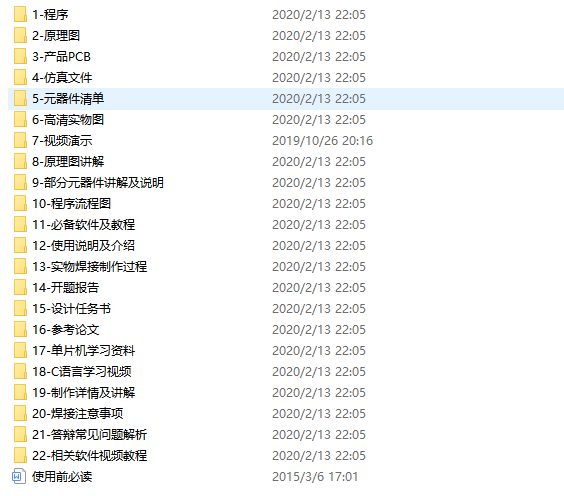 1-程序 2020/2/13 22:05
2-原理图 2020/2/13 22:05
3-产品PCB 2020/2/13 22:05
4-仿真文件 2020/2/13 22:05
5-元器件清单 2020/2/13 22:05
6-高清实物图 2020/2/13 22:05
7-视频演示 2019/10/26 20:16
8-原理图讲解 2020/2/13 22:05
9-部分元器件讲解及说明 2020/2/13 22:05
10-程序流程图 2020/2/13 22:05
11-必备软件及教程 2020/2/13 22:05
12-使用说明及介绍 2020/2/13 22:05
13-实物焊接制作过程 2020/2/13 22:05
14-开题报告 2020/2/13 22:05
15-设计任务书 2020/2/13 22:05
16-参考论文 2020/2/13 22:05
17-单片机学习资料 2020/2/13 22:05
18-C语言学习视频 2020/2/13 22:05
19-制作详情及讲解 2020/2/13 22:05
20-焊接注意事项 2020/2/13 22:05
21-答辩常见问题解析 2020/2/13 22:05
22-相关软件视频教程 2020/2/13 22:05
使用前必读 2015/3/6 17:01